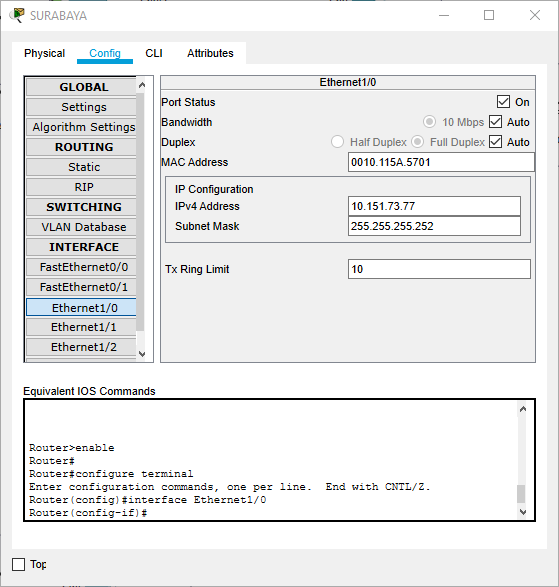 SURABAYA
Physical Config CLI Attributes
GLOBAL
Settings
Algorithm Settings
ROUTING
Static
RIP
SWITCHING
VLAN Database
INTERFACE
FastEthernet0/0
FastEthernet0/1
Ethernet1/0
Ethernet1/1
Ethernet1/2
Ethernet1/0
Port Status On
Bandwidth 10 Mbps Auto
Duplex Half Duplex Full Duplex Auto
MAC Address 0010.115A.5701
IP Configuration
IPv4 Address 10.151.73.77
Subnet Mask 255.255.255.252
Tx Ring Limit 10
Equivalent IOS Commands
Router>enable
Router#
Router#configure terminal
Enter configuration commands, one per line.  End with CNTL/Z.
Router(config)#interface Ethernet1/0
Router(config-if)#
Top